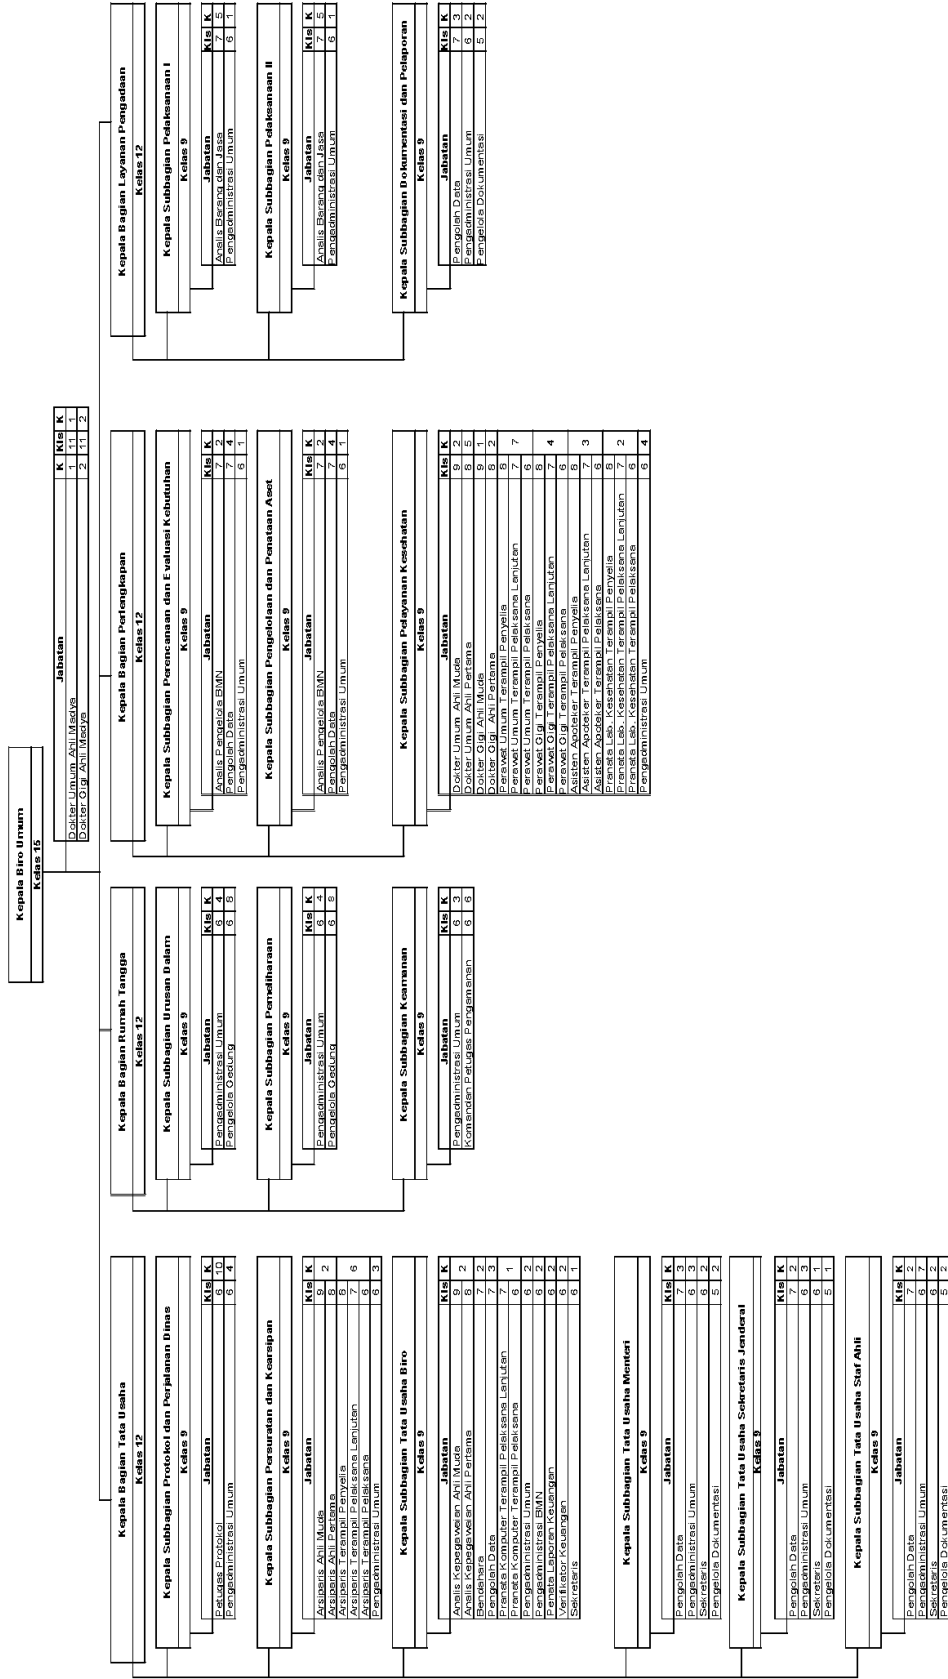 Kepala Biro Umum
Kelas 15
Jabatan K Kls K
Dokter Umum Ahli Madya 1 11 1
Dokter Gigi Ahli Madya 2 11 2
Kepala Bagian Tata Usaha
Kelas 12
Kepala Subbagian Protokol dan Perjalanan Dinas
Kelas 9
Jabatan Kls K
Petugas Protokol 6 10
Pengadministrasi Umum 6 4
Kepala Subbagian Persuratan dan Kearsipan
Kelas 9
Jabatan Kls K
Arsiparis Ahli Muda 9 2
Arsiparis Ahli Pertama 8
Arsiparis Terampil Penyelia 8 6
Arsiparis Terampil Pelaksana Lanjutan 7
Arsiparis Terampil Pelaksana 6
Pengadministrasi Umum 6 3
Kepala Subbagian Tata Usaha Biro
Kelas 9
Jabatan Kls K
Analis Kepegawaian Ahli Muda 9 2
Analis Kepegawaian Ahli Pertama 8
Bendahara 7 2
Pengolah Data 7 3
Pranata Komputer Terampil Pelaksana Lanjutan 7 1
Pranata Komputer Terampil Pelaksana 6
Pengadministrasi Umum 6 2
Pengadministrasi BMN 6 2
Penata Laporan Keuangan 6 2
Verifikator Keuangan 6 2
Sekretaris 6 1
Kepala Subbagian Tata Usaha Menteri
Kelas 9
Jabatan Kls K
Pengolah Data 7 3
Pengadministrasi Umum 6 3
Sekretaris 6 2
Pengelola Dokumentasi 5 2
Kepala Subbagian Tata Usaha Sekretaris Jenderal
Kelas 9
Jabatan Kls K
Pengolah Data 7 2
Pengadministrasi Umum 6 3
Sekretaris 6 1
Pengelola Dokumentasi 5 1
Kepala Subbagian Tata Usaha Staf Ahli
Kelas 9
Jabatan Kls K
Pengolah Data 7 2
Pengadministrasi Umum 6 7
Sekretaris 6 2
Pengelola Dokumentasi 5 2
Kepala Bagian Rumah Tangga
Kelas 12
Kepala Subbagian Urusan Dalam
Kelas 9
Jabatan Kls K
Pengadministrasi Umum 6 4
Pengelola Gedung 6 8
Kepala Subbagian Pemeliharaan
Kelas 9
Jabatan Kls K
Pengadministrasi Umum 6 4
Pengelola Gedung 6 8
Kepala Subbagian Keamanan
Kelas 9
Jabatan Kls K
Pengadministrasi Umum 6 3
Komandan Petugas Pengamanan 6 6
Kepala Bagian Perlengkapan
Kelas 12
Kepala Subbagian Perencanaan dan Evaluasi Kebutuhan
Kelas 9
Jabatan Kls K
Analis Pengelola BMN 7 2
Pengolah Data 7 4
Pengadministrasi Umum 6 1
Kepala Subbagian Pengelolaan dan Penataan Aset
Kelas 9
Jabatan Kls K
Analis Pengelola BMN 7 2
Pengolah Data 7 4
Pengadministrasi Umum 6 1
Kepala Subbagian Pelayanan Kesehatan
Kelas 9
Jabatan Kls K
Dokter Umum Ahli Muda 9 2
Dokter Umum Ahli Pertama 8 5
Dokter Gigi Ahli Muda 9 1
Dokter Gigi Ahli Pertama 8 2
Perawat Umum Terampil Penyelia 8
Perawat Umum Terampil Pelaksana Lanjutan 7 7
Perawat Umum Terampil Pelaksana 6
Perawat Gigi Terampil Penyelia 8
Perawat Gigi Terampil Pelaksana Lanjutan 7 4
Perawat Gigi Terampil Pelaksana 6
Asisten Apoteker Terampil Penyelia 8
Asisten Apoteker Terampil Pelaksana Lanjutan 7 3
Asisten Apoteker Terampil Pelaksana 6
Pranata Lab. Kesehatan Terampil Penyelia 8
Pranata Lab. Kesehatan Terampil Pelaksana Lanjutan 7 2
Pranata Lab. Kesehatan Terampil Pelaksana 6
Pengadministrasi Umum 6 4
Kepala Bagian Layanan Pengadaan
Kelas 12
Kepala Subbagian Pelaksanaan I
Kelas 9
Jabatan Kls K
Analis Barang dan Jasa 7 5
Pengadministrasi Umum 6 1
Kepala Subbagian Pelaksanaan II
Kelas 9
Jabatan Kls K
Analis Barang dan Jasa 7 5
Pengadministrasi Umum 6 1
Kepala Subbagian Dokumentasi dan Pelaporan
Kelas 9
Jabatan Kls K
Pengolah Data 7 3
Pengadministrasi Umum 6 2
Pengelola Dokumentasi 5 2